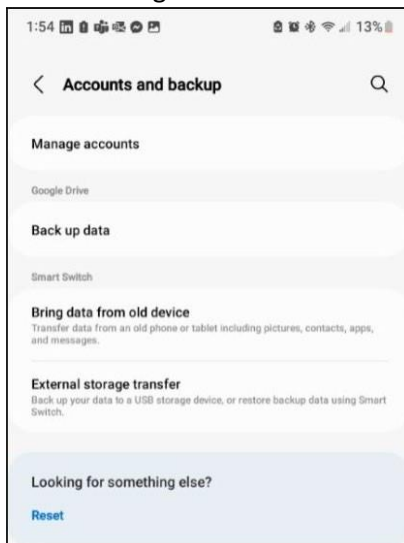 1:54 13%
Accounts and backup
Manage accounts
Google Drive
Back up data
Smart Switch
Bring data from old device
Transfer data from an old phone or tablet including pictures, contacts, apps,
and messages.
External storage transfer
Back up your data to a USB storage device, or restore backup data using Smart
Switch.
Looking for something else?
Reset